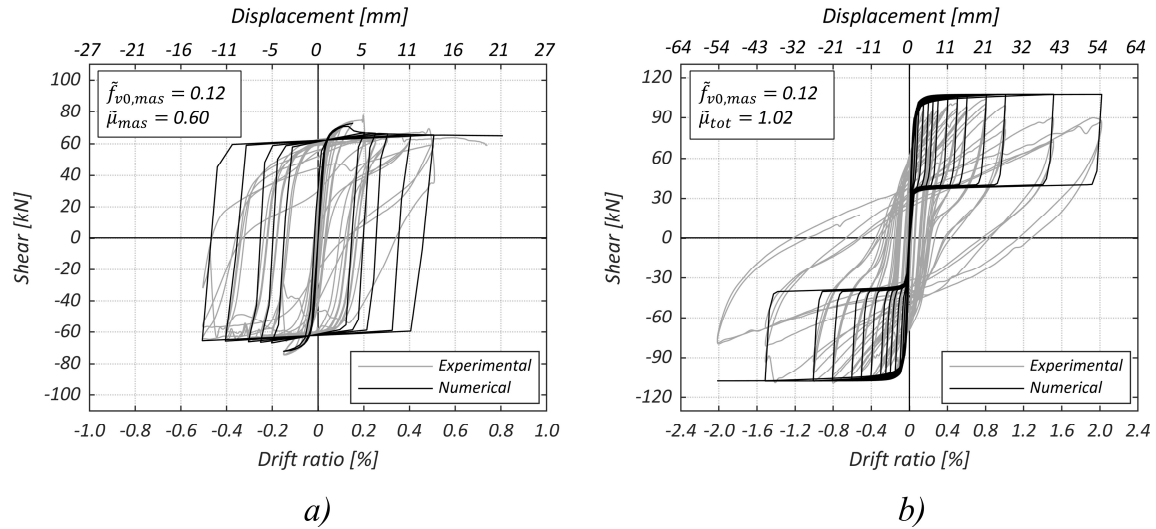 Displacement [mm]
-27 -21 -16 -11 -5 0 5 11 16 21 27
100
80
60
40
20
0
-20
-40
-60
-80
-100
Shear [kN]
f̃v0,mas = 0.12
μ̄mas = 0.60
Experimental
Numerical
-1.0 -0.8 -0.6 -0.4 -0.2 0 0.2 0.4 0.6 0.8 1.0
Drift ratio [%]
a)
Displacement [mm]
-64 -54 -43 -32 -21 -11 0 11 21 32 43 54 64
120
90
60
30
0
-30
-60
-90
-120
Shear [kN]
f̃v0,mas = 0.12
μ̄tot = 1.02
Experimental
Numerical
-2.4 -2.0 -1.6 -1.2 -0.8 -0.4 0 0.4 0.8 1.2 1.6 2.0 2.4
Drift ratio [%]
b)